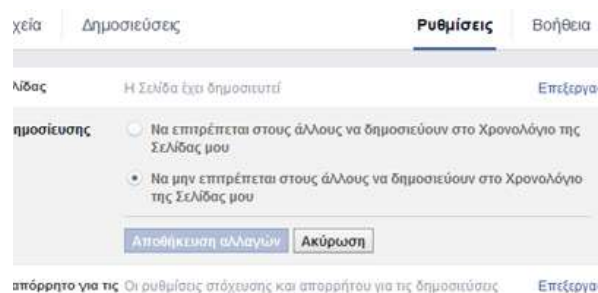 χεία Δημοσιεύσεις Ρυθμίσεις Βοήθεια
λίδας Η Σελίδα έχει δημοσιευτεί Επεξεργα
ημοσίευσης Να επιτρέπεται στους άλλους να δημοσιεύουν στο Χρονολόγιο της
Σελίδας μου
Να μην επιτρέπεται στους άλλους να δημοσιεύουν στο Χρονολόγιο
της Σελίδας μου
Αποθήκευση αλλαγών Ακύρωση
απόρρητο για τις Οι ρυθμίσεις στόχευσης και απορρήτου για τις δημοσιεύσεις Επεξεργα